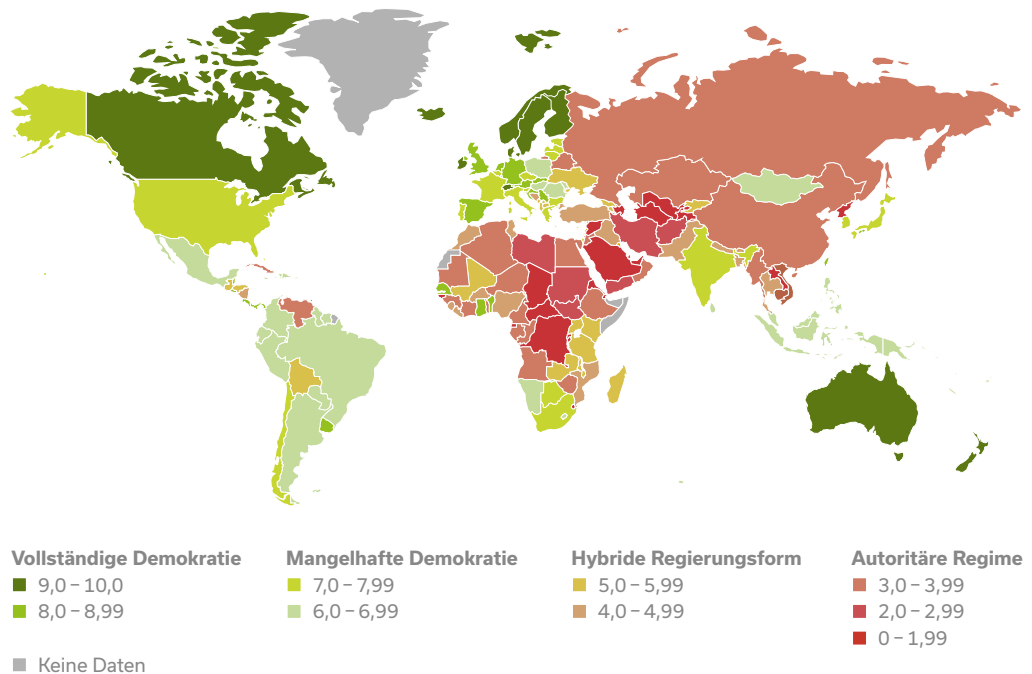 Vollständige Demokratie
9,0 – 10,0
8,0 – 8,99
Keine Daten
Mangelhafte Demokratie
7,0 – 7,99
6,0 – 6,99
Hybride Regierungsform
5,0 – 5,99
4,0 – 4,99
Autoritäre Regime
3,0 – 3,99
2,0 – 2,99
0 – 1,99